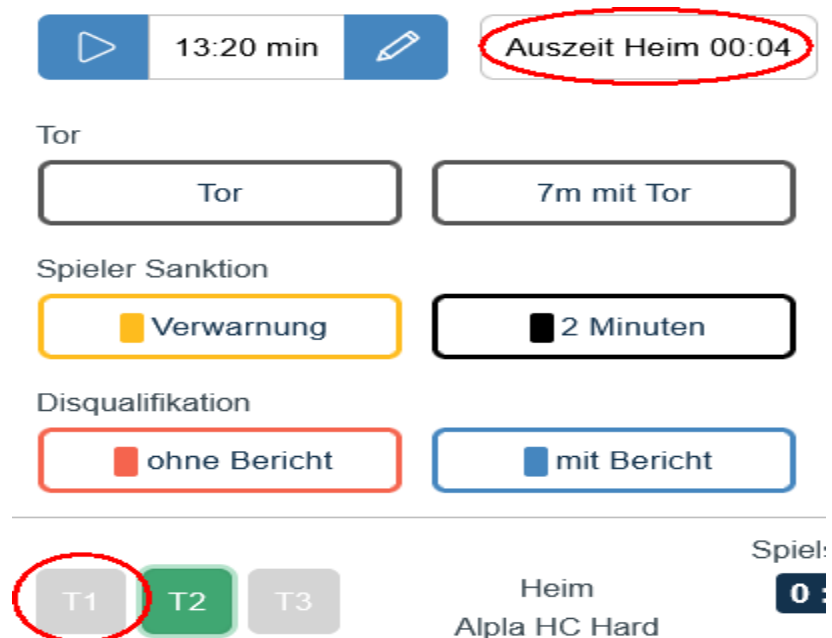 13:20 min Auszeit Heim 00:04
Tor
Tor 7m mit Tor
Spieler Sanktion
Verwarnung 2 Minuten
Disqualifikation
ohne Bericht mit Bericht
T1 T2 T3
Heim
Alpla HC Hard
0 :